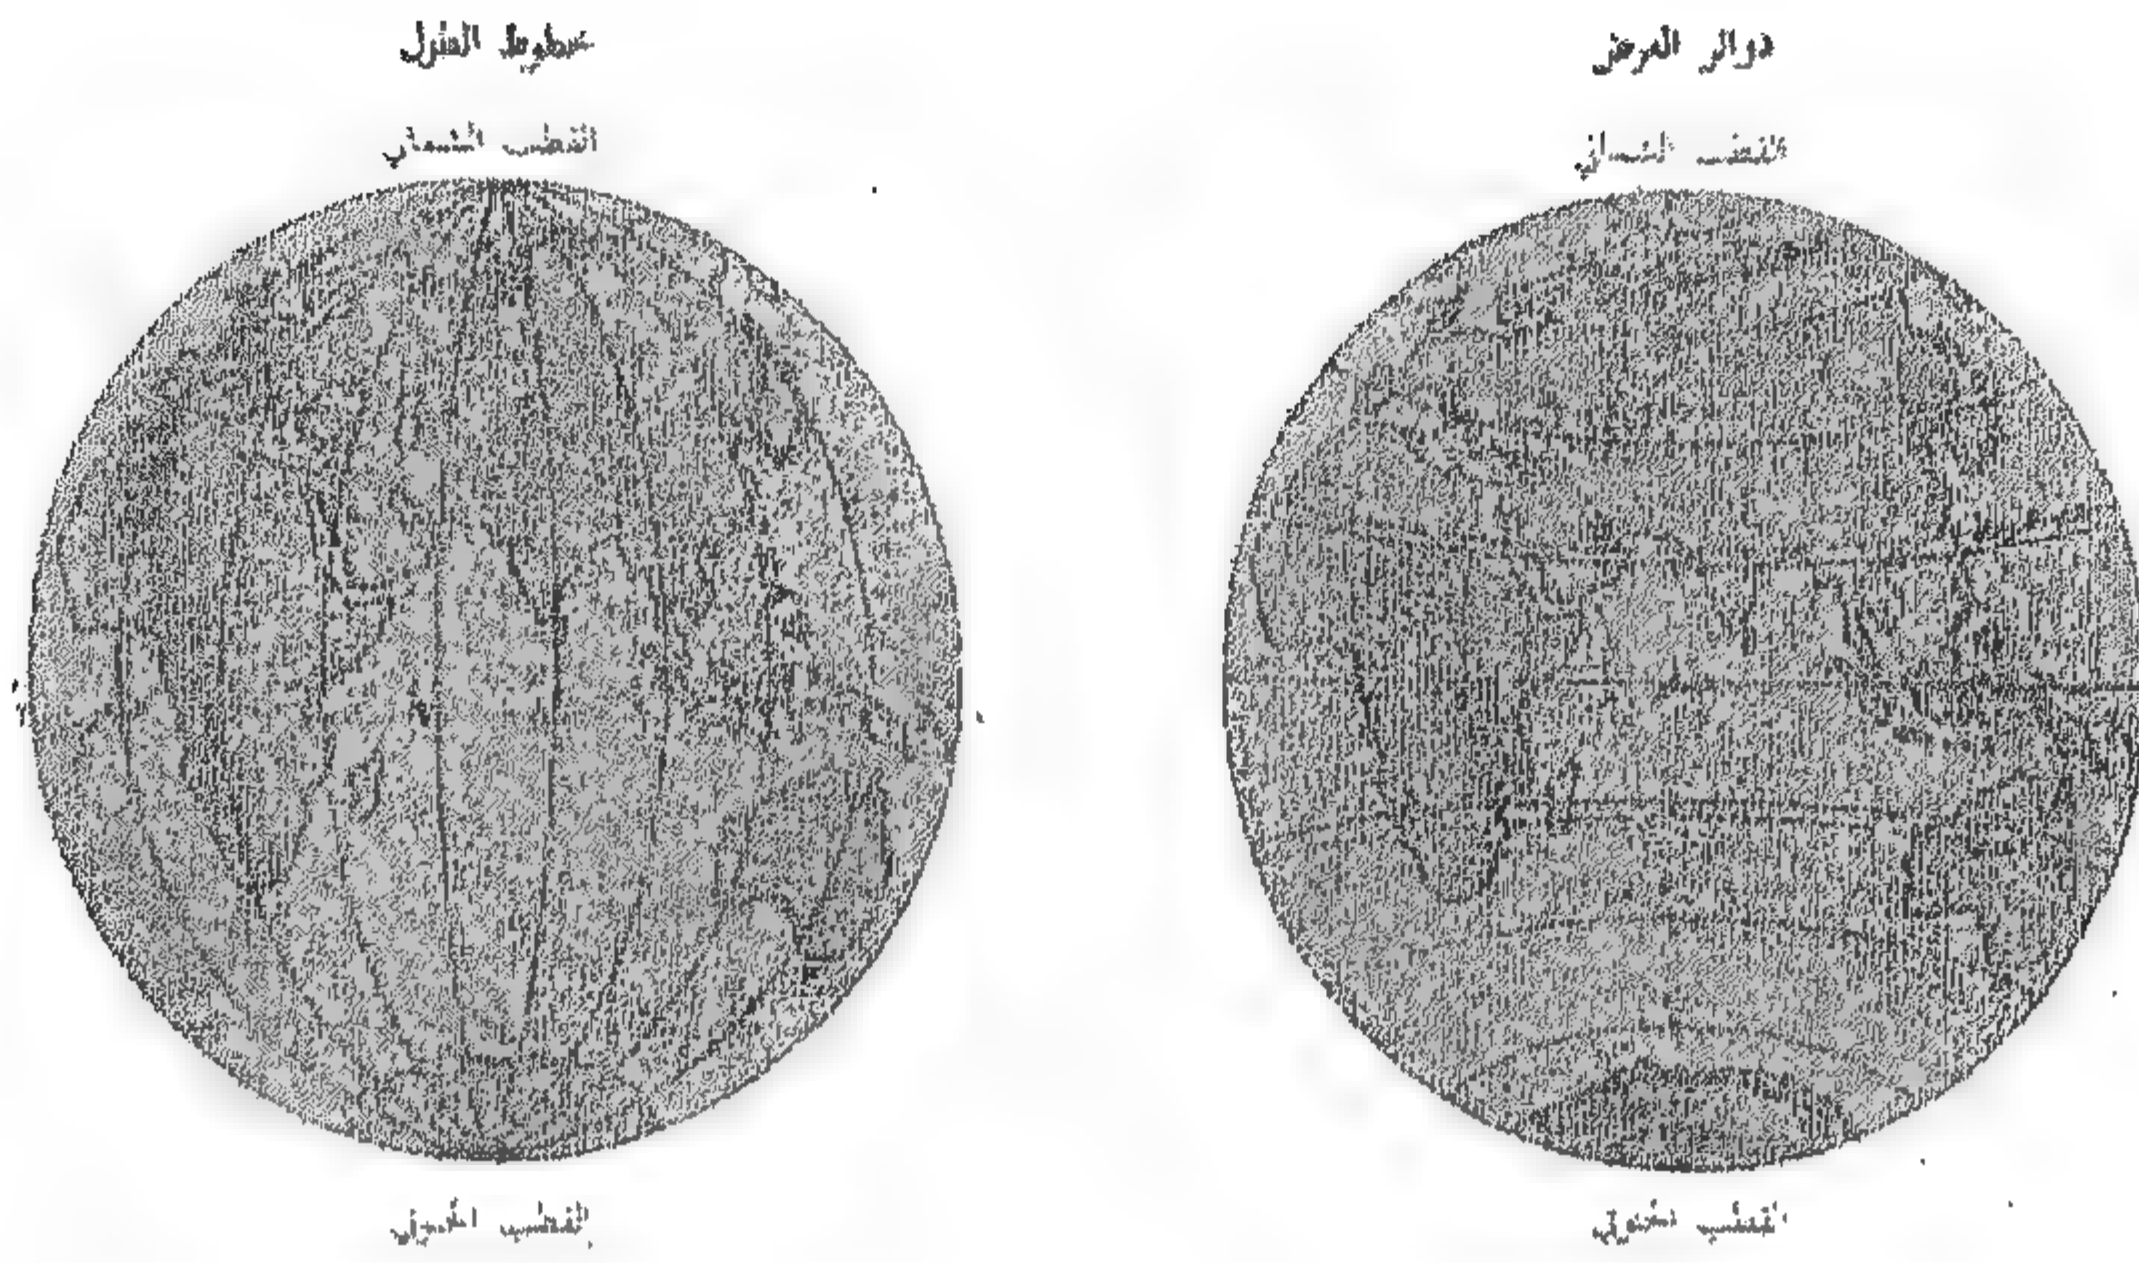 خطوط الطول
القطب الشمالي
القطب الجنوبي
دوائر العرض
القطب الشمالي
القطب الجنوبي